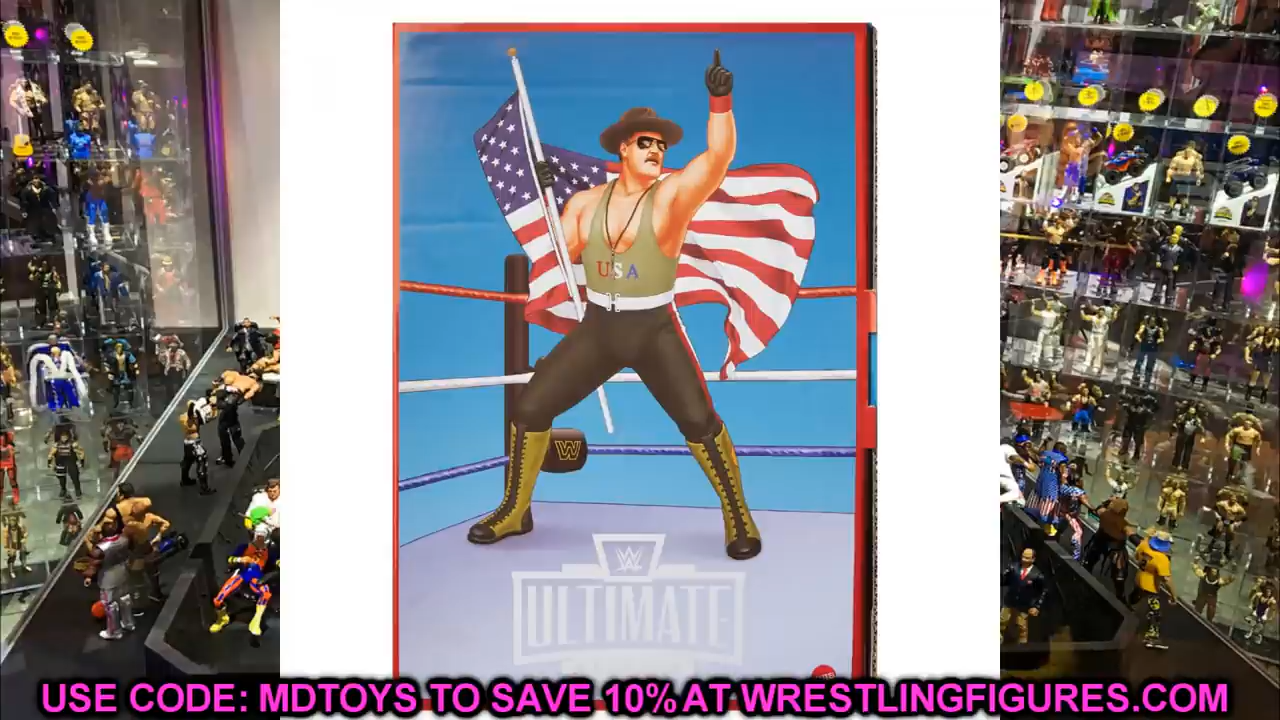 USA
W
W
ULTIMATE
USE CODE: MDTOYS TO SAVE 10% AT WRESTLINGFIGURES.COM